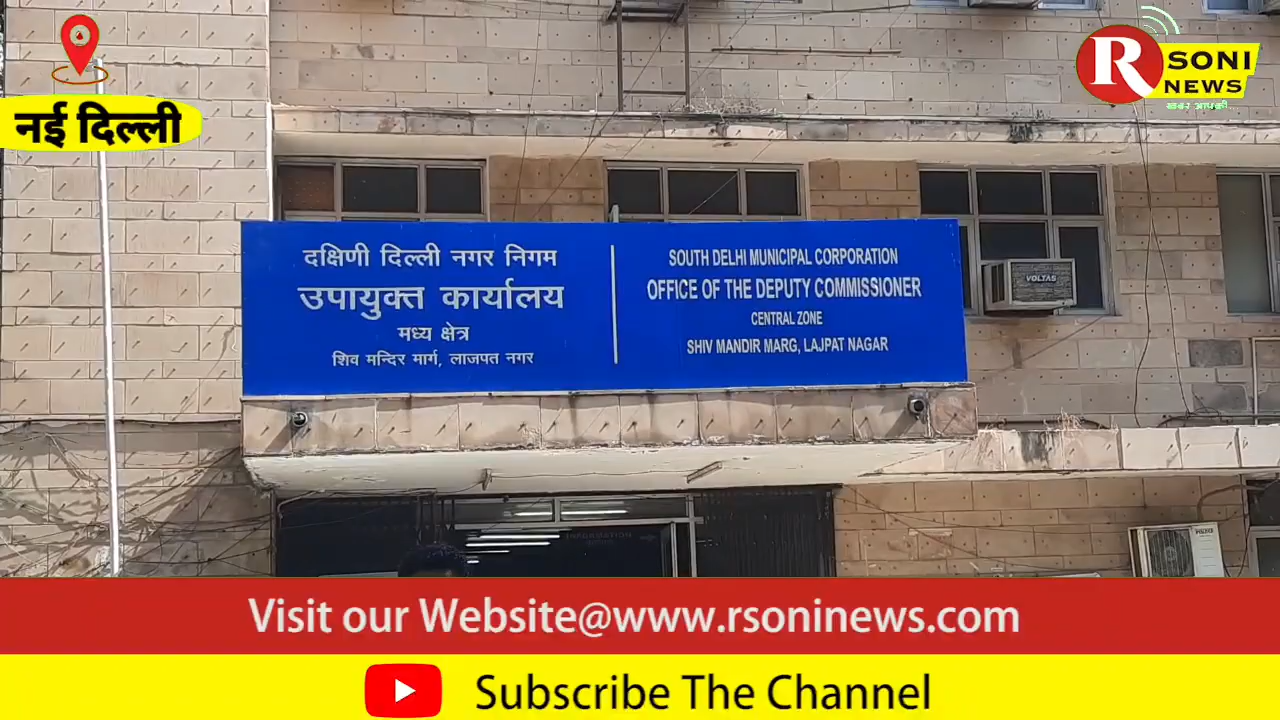 नई दिल्ली
R SONI
NEWS
खबर आपकी
दक्षिणी दिल्ली नगर निगम
उपायुक्त कार्यालय
मध्य क्षेत्र
शिव मन्दिर मार्ग, लाजपत नगर
SOUTH DELHI MUNICIPAL CORPORATION
OFFICE OF THE DEPUTY COMMISSIONER
CENTRAL ZONE
SHIV MANDIR MARG, LAJPAT NAGAR
VOLTAS
Visit our Website@www.rsoninews.com
Subscribe The Channel